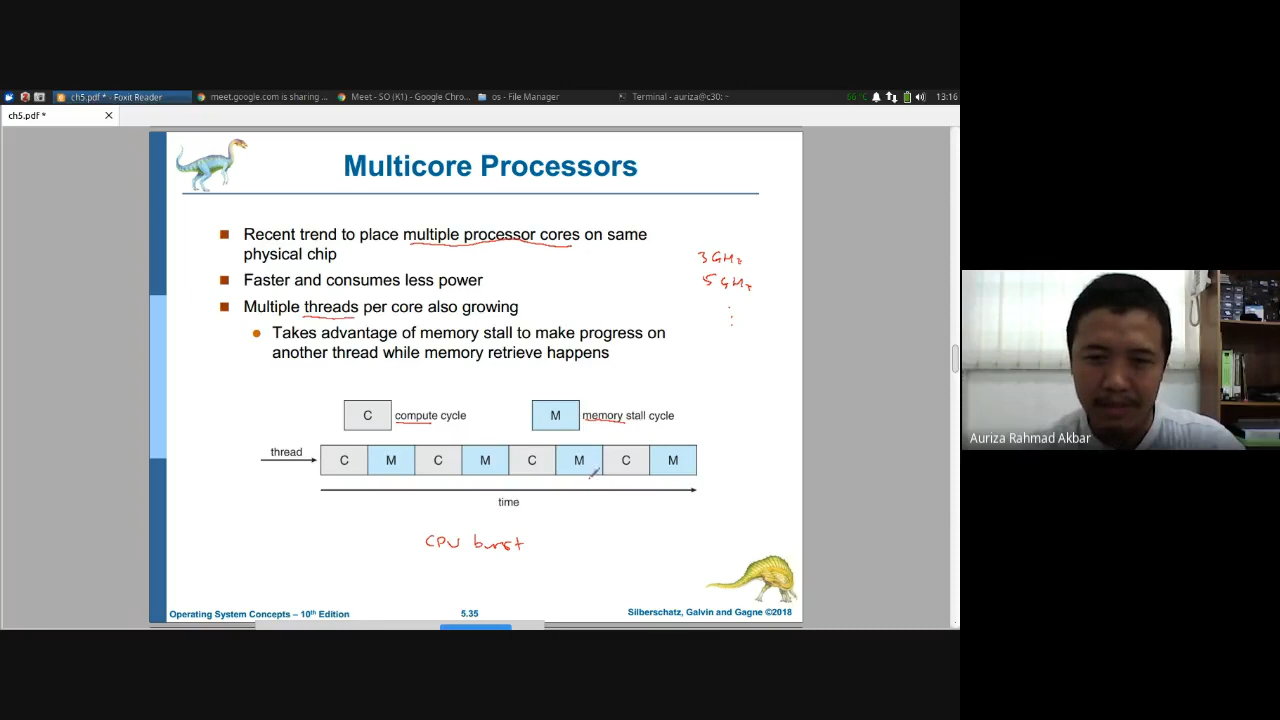 ch5.pdf * - Foxit Reader
meet.google.com is sharing ...
Meet - SO (K1) - Google Chro...
os - File Manager
Terminal - auriza@c30: ~
66°C
13:16
ch5.pdf *
Multicore Processors
Recent trend to place multiple processor cores on same
physical chip
3 GHz
Faster and consumes less power
5 GHz
Multiple threads per core also growing
Takes advantage of memory stall to make progress on
another thread while memory retrieve happens
C compute cycle
M memory stall cycle
thread
C M C M C M C M
time
CPU burst
Operating System Concepts – 10th Edition
5.35
Silberschatz, Galvin and Gagne ©2018
Auriza Rahmad Akbar